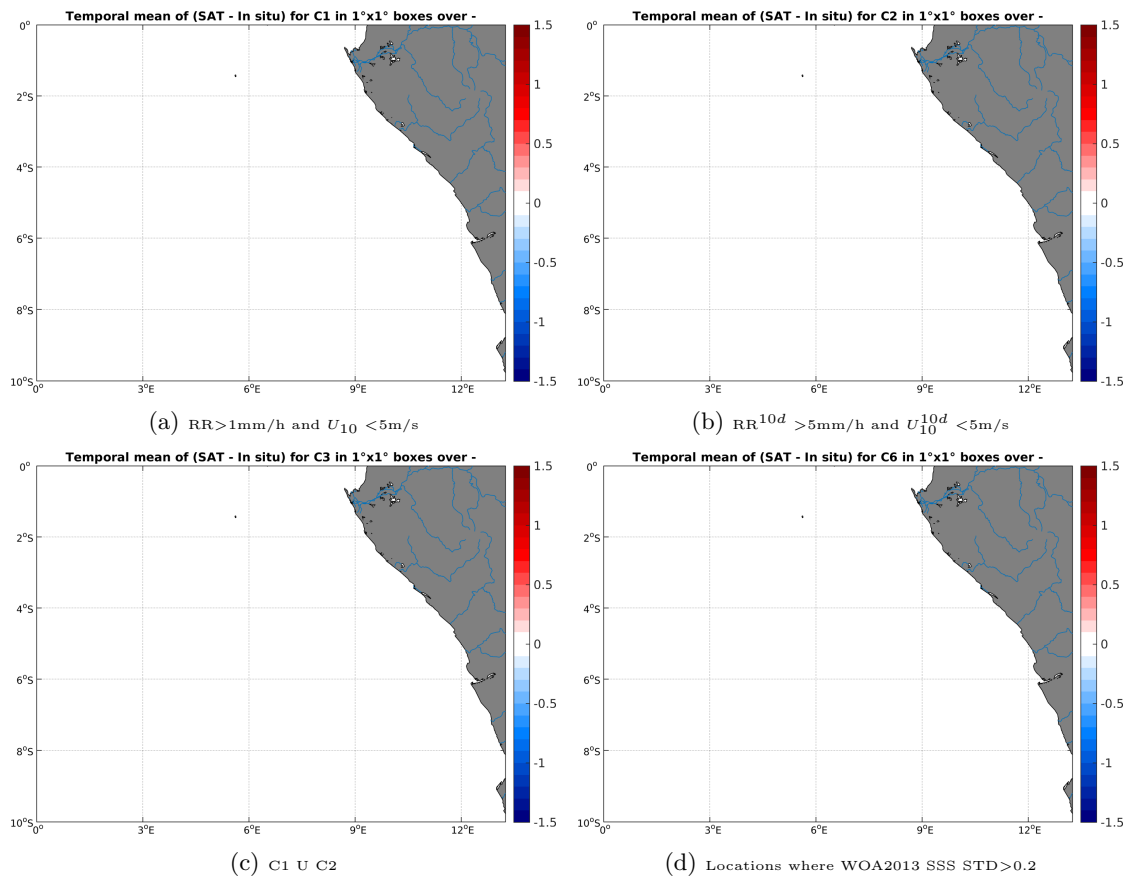 Temporal mean of (SAT - In situ) for C1 in 1°x1° boxes over -
0°
2°S
4°S
6°S
8°S
10°S
0°
3°E
6°E
9°E
12°E
1.5
1
0.5
0
-0.5
-1
-1.5
(a) RR>1mm/h and U10 <5m/s
Temporal mean of (SAT - In situ) for C2 in 1°x1° boxes over -
0°
2°S
4°S
6°S
8°S
10°S
0°
3°E
6°E
9°E
12°E
1.5
1
0.5
0
-0.5
-1
-1.5
(b) RR^10d >5mm/h and U10^10d <5m/s
Temporal mean of (SAT - In situ) for C3 in 1°x1° boxes over -
0°
2°S
4°S
6°S
8°S
10°S
0°
3°E
6°E
9°E
12°E
1.5
1
0.5
0
-0.5
-1
-1.5
(c) C1 U C2
Temporal mean of (SAT - In situ) for C6 in 1°x1° boxes over -
0°
2°S
4°S
6°S
8°S
10°S
0°
3°E
6°E
9°E
12°E
1.5
1
0.5
0
-0.5
-1
-1.5
(d) Locations where WOA2013 SSS STD>0.2